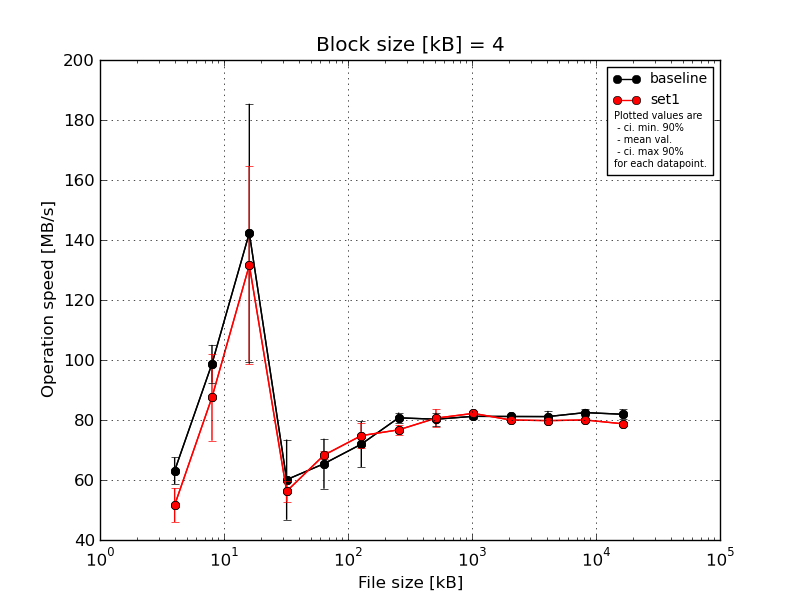 Block size [kB] = 4
200
180
160
140
120
100
80
60
40
Operation speed [MB/s]
baseline
set1
Plotted values are
- ci. min. 90%
- mean val.
- ci. max 90%
for each datapoint.
10^0 10^1 10^2 10^3 10^4 10^5
File size [kB]